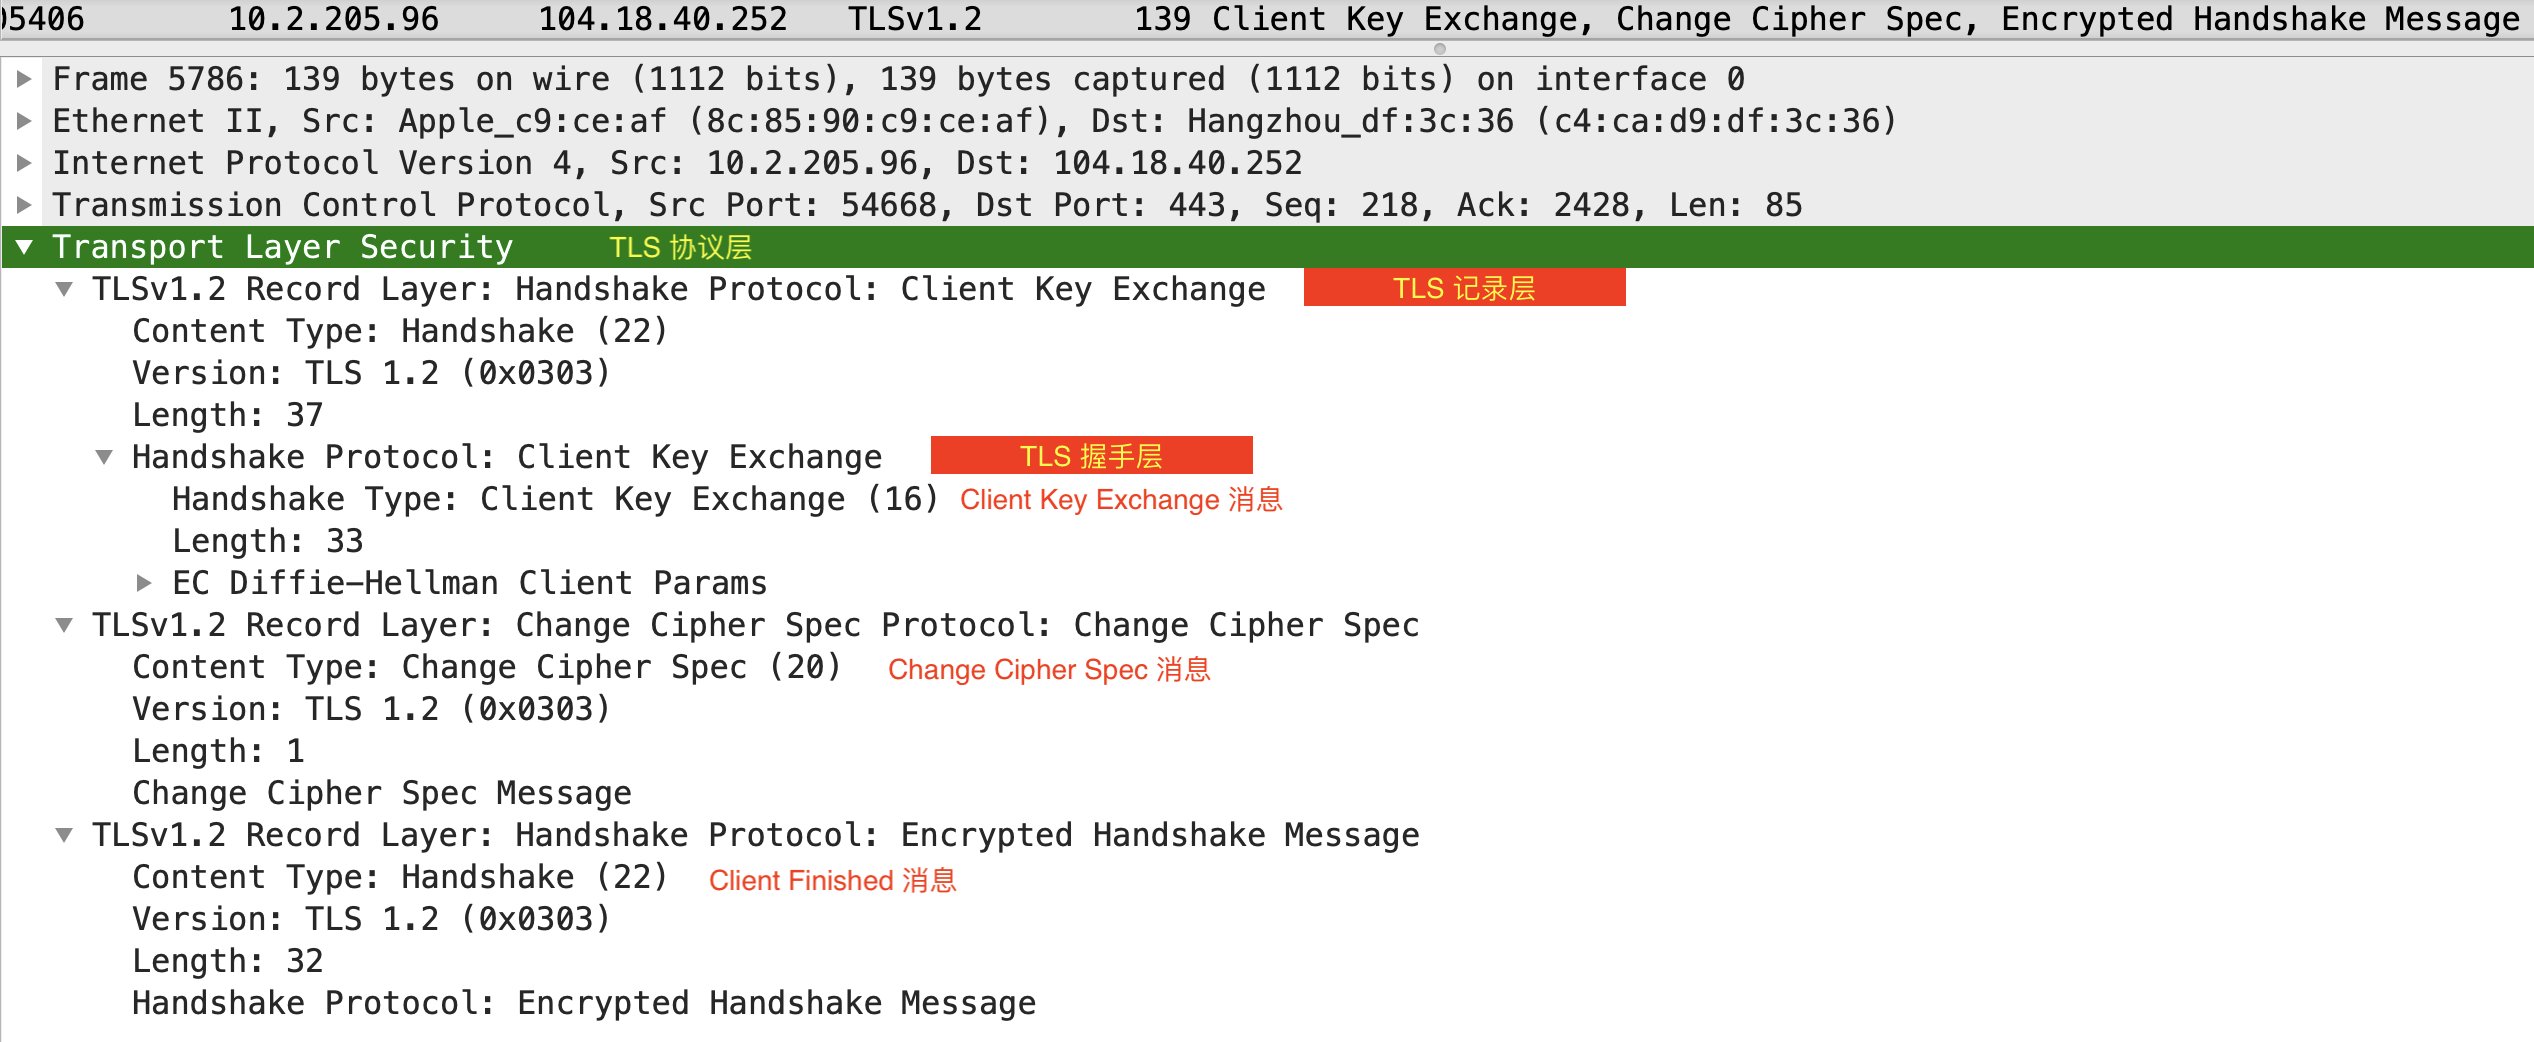 05406 10.2.205.96 104.18.40.252 TLSv1.2 139 Client Key Exchange, Change Cipher Spec, Encrypted Handshake Message
Frame 5786: 139 bytes on wire (1112 bits), 139 bytes captured (1112 bits) on interface 0
Ethernet II, Src: Apple_c9:ce:af (8c:85:90:c9:ce:af), Dst: Hangzhou_df:3c:36 (c4:ca:d9:df:3c:36)
Internet Protocol Version 4, Src: 10.2.205.96, Dst: 104.18.40.252
Transmission Control Protocol, Src Port: 54668, Dst Port: 443, Seq: 218, Ack: 2428, Len: 85
Transport Layer Security TLS 协议层
TLSv1.2 Record Layer: Handshake Protocol: Client Key Exchange TLS 记录层
Content Type: Handshake (22)
Version: TLS 1.2 (0x0303)
Length: 37
Handshake Protocol: Client Key Exchange TLS 握手层
Handshake Type: Client Key Exchange (16) Client Key Exchange 消息
Length: 33
EC Diffie-Hellman Client Params
TLSv1.2 Record Layer: Change Cipher Spec Protocol: Change Cipher Spec
Content Type: Change Cipher Spec (20) Change Cipher Spec 消息
Version: TLS 1.2 (0x0303)
Length: 1
Change Cipher Spec Message
TLSv1.2 Record Layer: Handshake Protocol: Encrypted Handshake Message
Content Type: Handshake (22) Client Finished 消息
Version: TLS 1.2 (0x0303)
Length: 32
Handshake Protocol: Encrypted Handshake Message